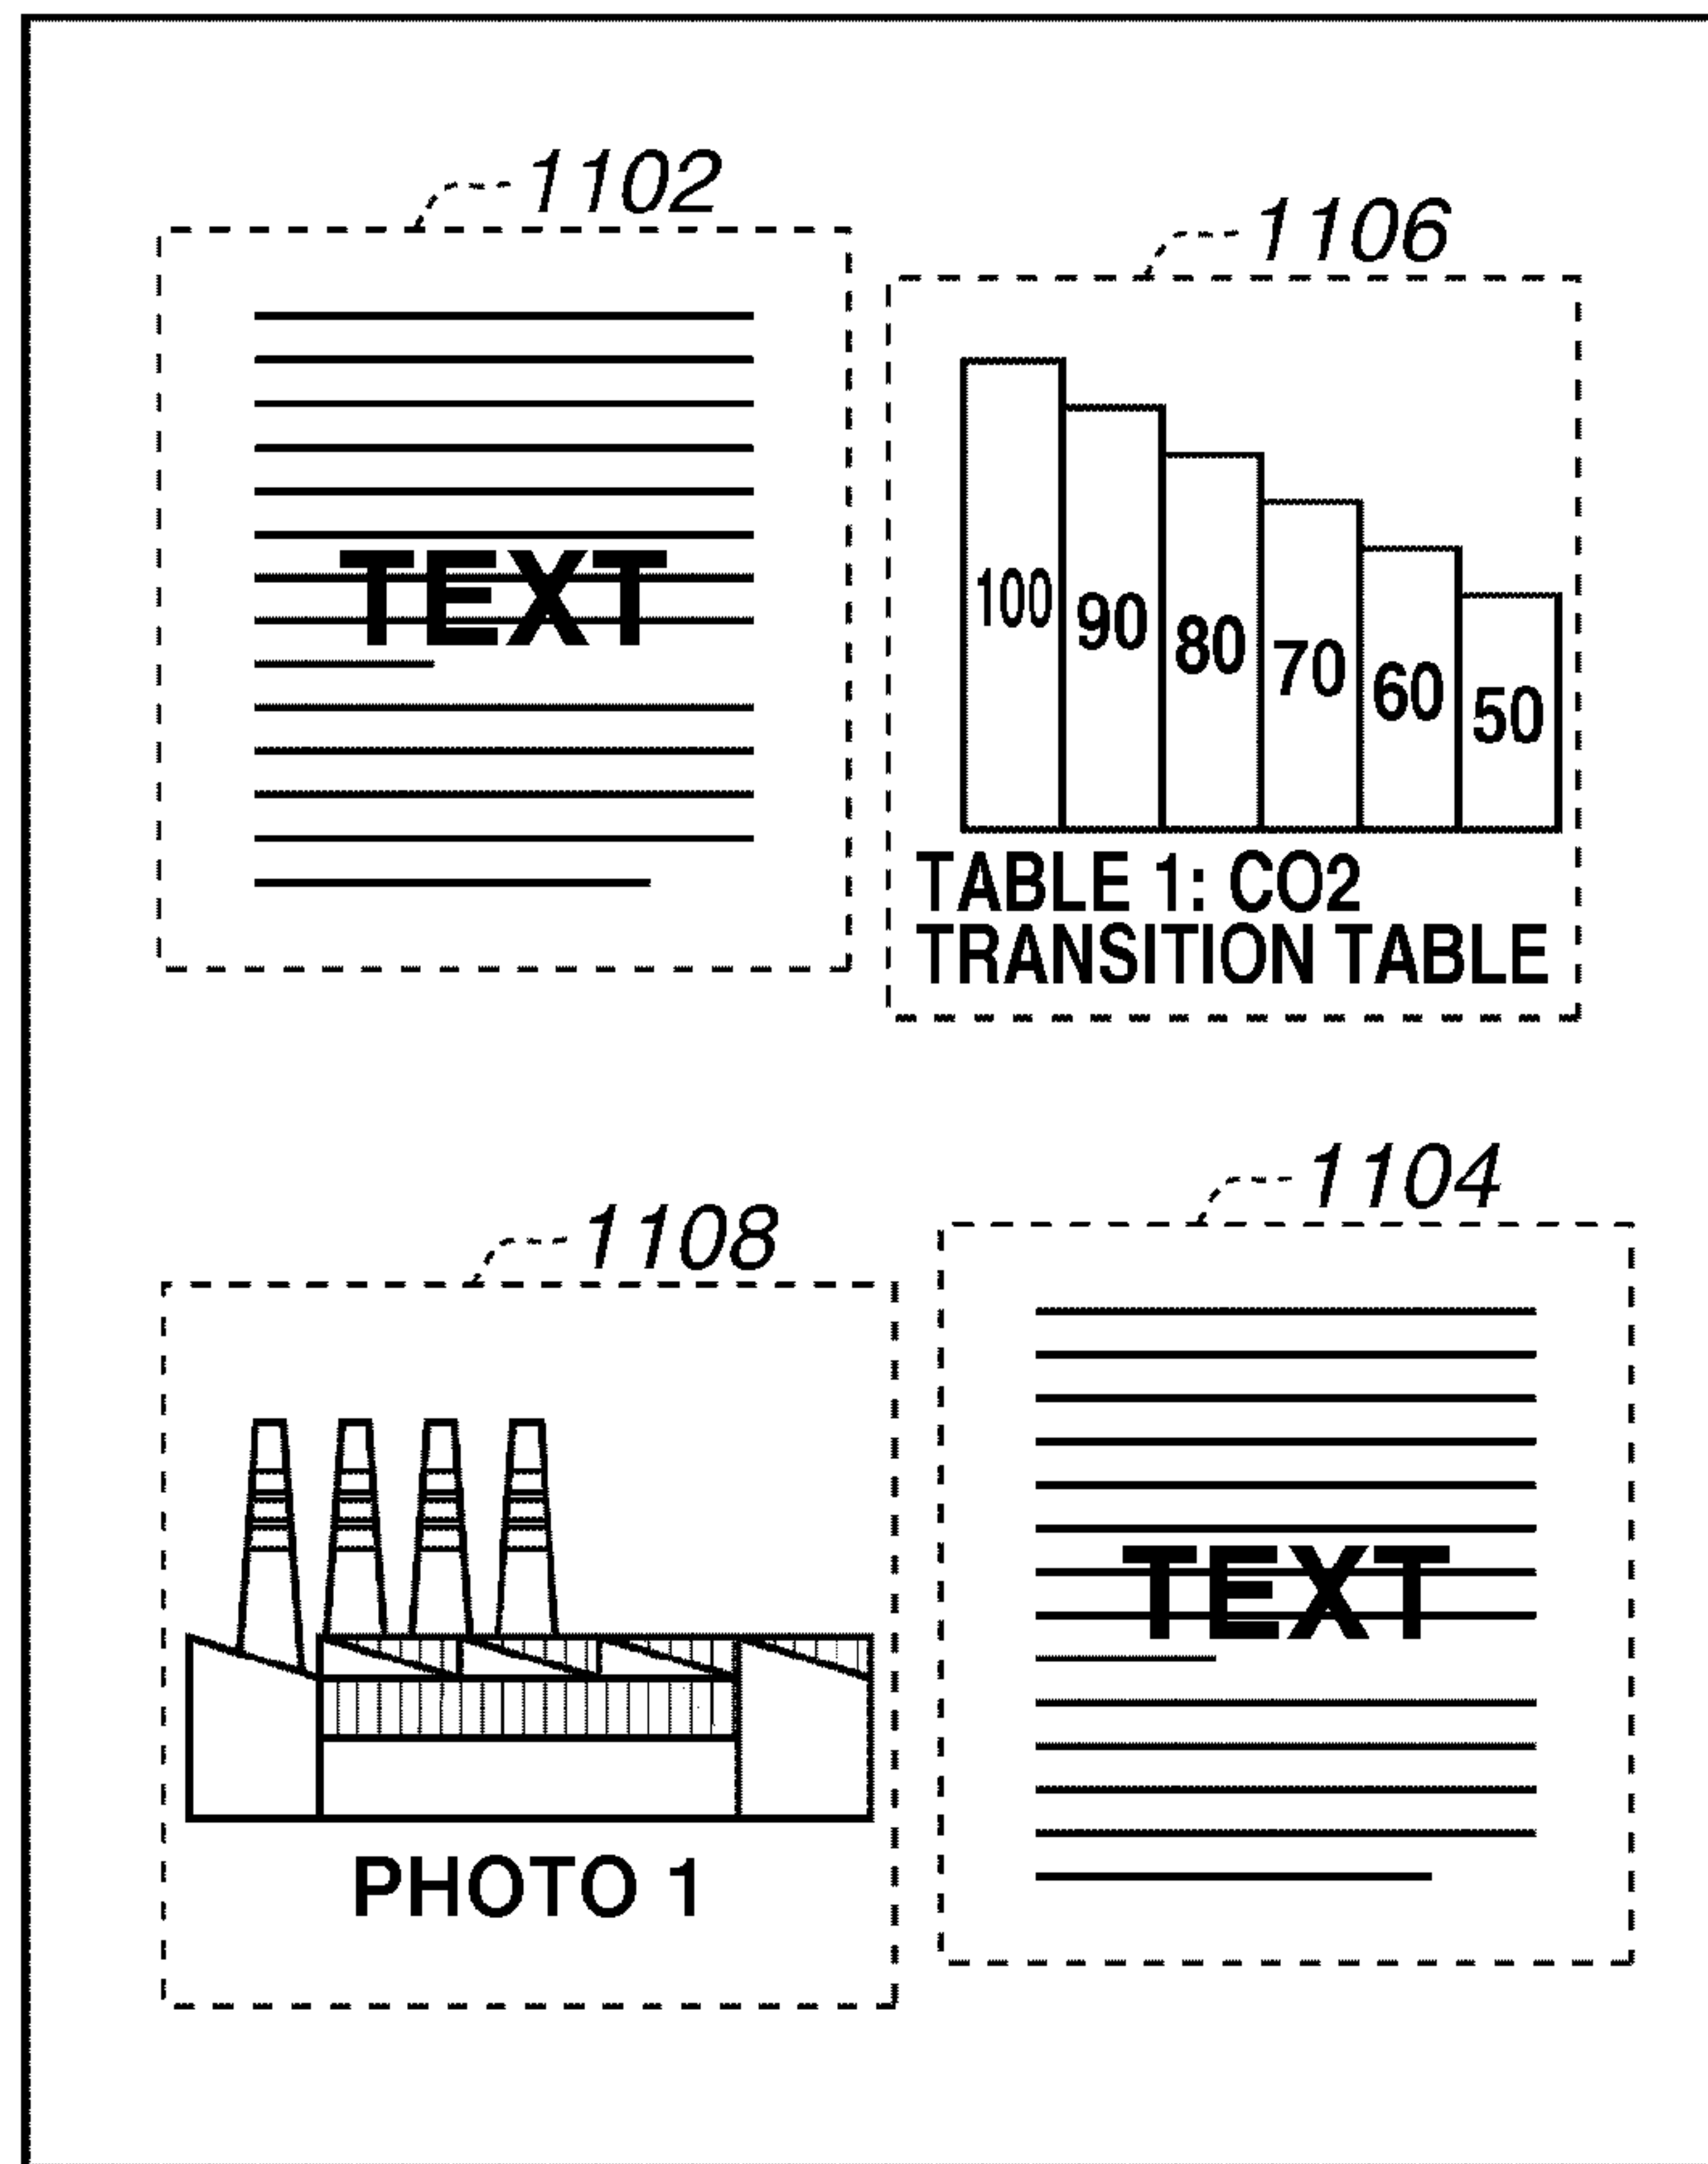 1102
TEXT
1106
100
90
80
70
60
50
TABLE 1: CO2
TRANSITION TABLE
1108
PHOTO 1
1104
TEXT